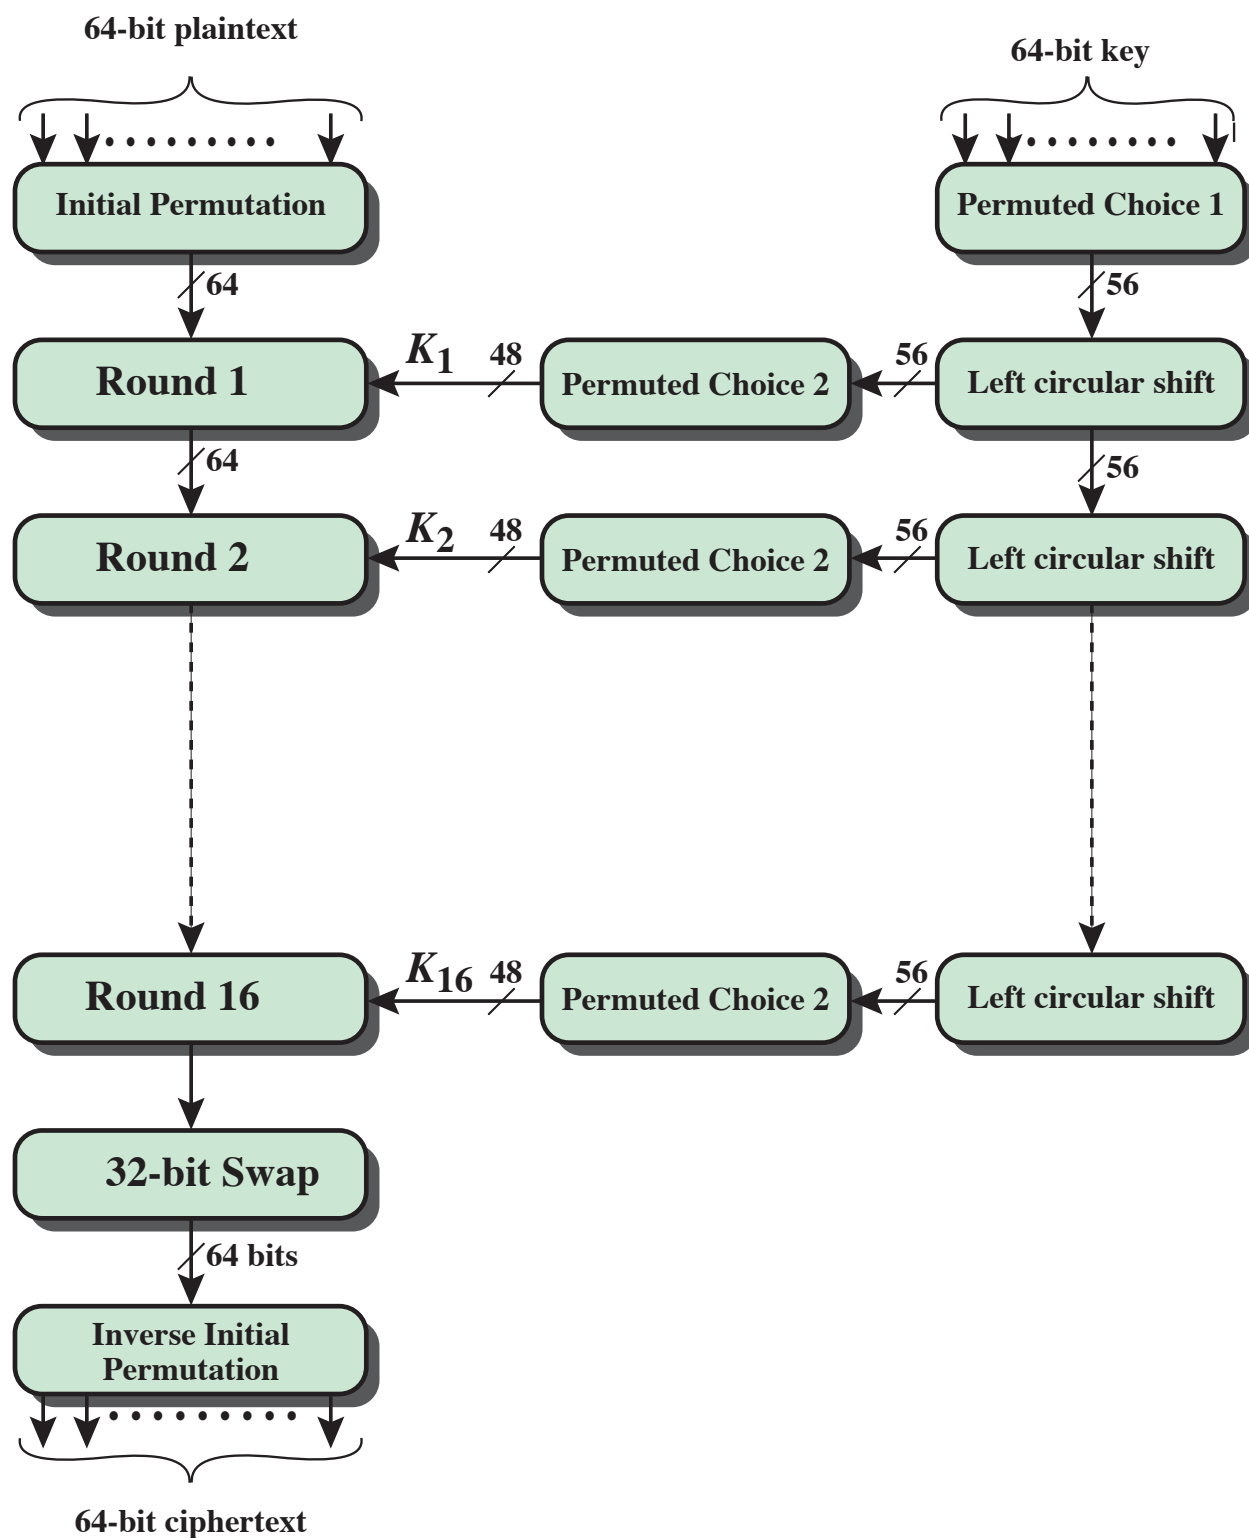 64-bit plaintext
64-bit key
Initial Permutation
Permuted Choice 1
64
56
Round 1
K1
48
Permuted Choice 2
56
Left circular shift
64
56
Round 2
K2
48
Permuted Choice 2
56
Left circular shift
Round 16
K16
48
Permuted Choice 2
56
Left circular shift
32-bit Swap
64 bits
Inverse Initial
Permutation
64-bit ciphertext